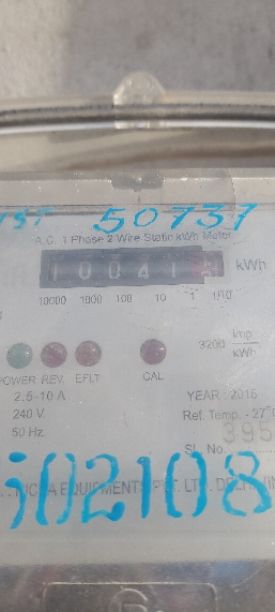 50737
A.C. 1 Phase 2 Wire Static kWh Meter
10041 kWh
10000 1000 100 10 1 1/10
3200 imp/kWh
POWER REV. EFLT CAL
2.5-10 A YEARː 2016
240 V. Ref. Temp. - 27°C
50 Hz. 395
SL. No.
502108
EQUIPMENTS PVT. LTD. DELHI